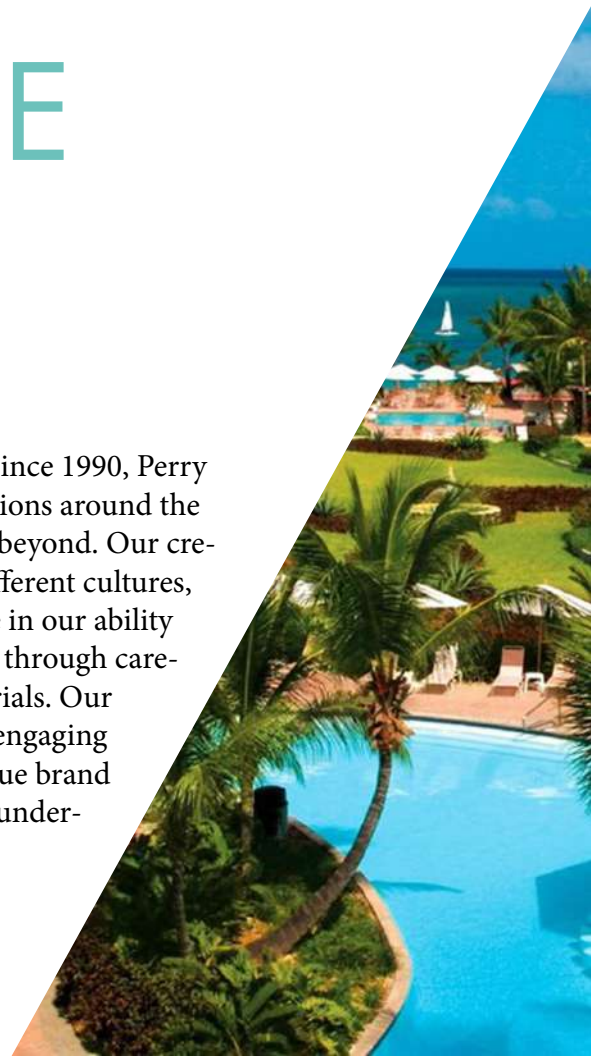 E
ince 1990, Perry
ions around the
beyond. Our cre-
fferent cultures,
in our ability
through care-
rials. Our
engaging
ue brand
under-